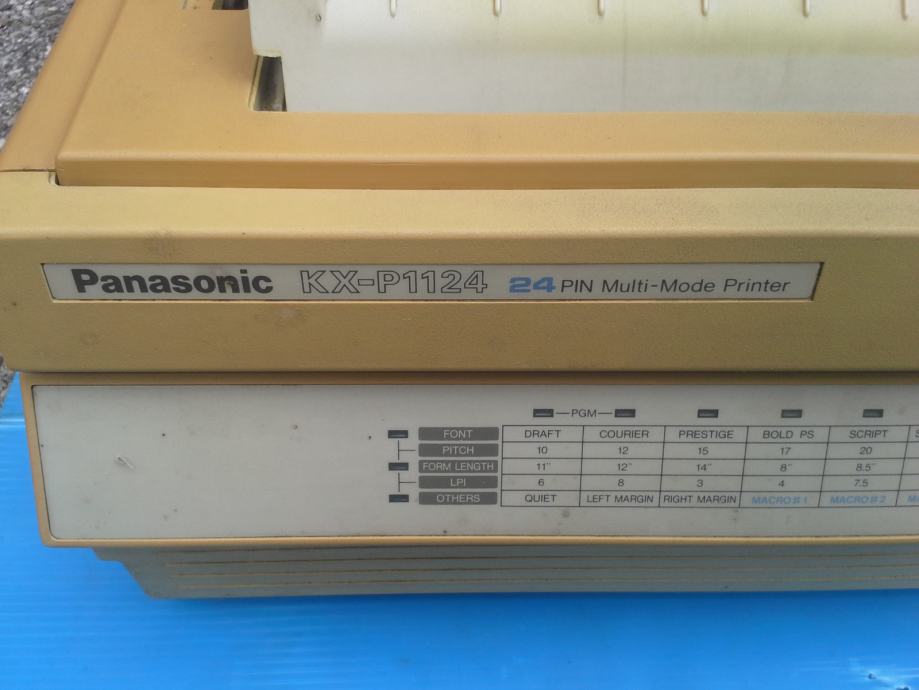 Panasonic KX-P1124 24 PIN Multi-Mode Printer
PGM
FONT DRAFT COURIER PRESTIGE BOLD PS SCRIPT
PITCH 10 12 15 17 20
FORM LENGTH 11" 12" 14" 8" 8.5"
LPI 6 8 3 4 7.5
OTHERS QUIET LEFT MARGIN RIGHT MARGIN MACRO#1 MACRO#2